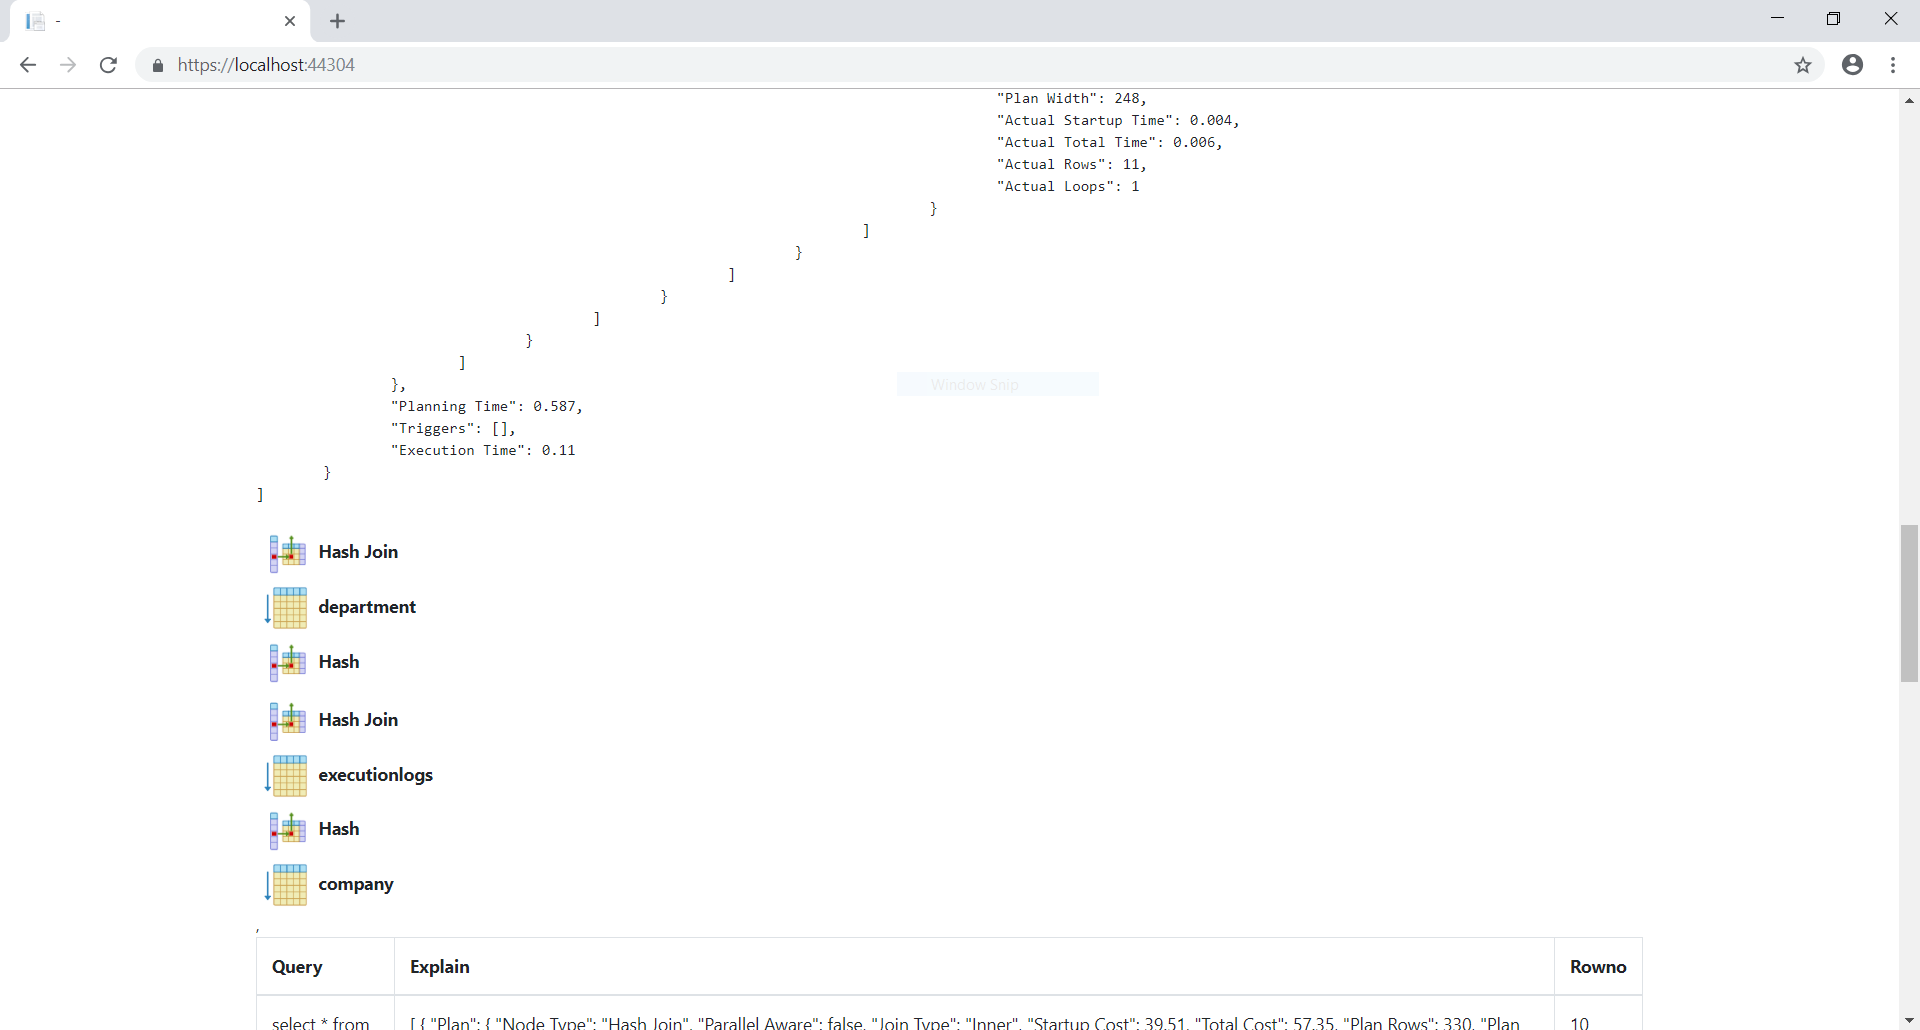 -
https://localhost:44304
"Plan Width": 248,
"Actual Startup Time": 0.004,
"Actual Total Time": 0.006,
"Actual Rows": 11,
"Actual Loops": 1
}
]
}
]
}
]
}
]
},
Window Snip
"Planning Time": 0.587,
"Triggers": [],
"Execution Time": 0.11
}
]
Hash Join
department
Hash
Hash Join
executionlogs
Hash
company
,
Query Explain Rowno
select * from [ { "Plan": { "Node Type": "Hash Join", "Parallel Aware": false, "Join Type": "Inner", "Startup Cost": 39.51, "Total Cost": 57.35, "Plan Rows": 330, "Plan 10